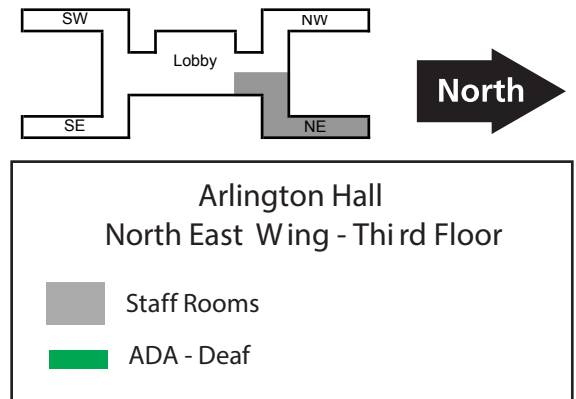 SW
NW
Lobby
North
SE
NE
Arlington Hall
North East Wing - Third Floor
Staff Rooms
ADA - Deaf